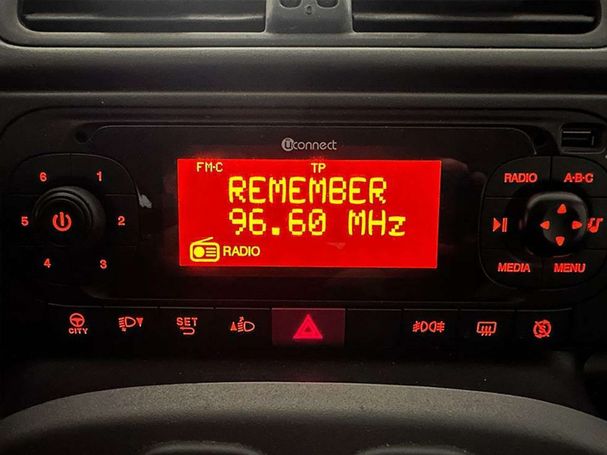 Uconnect
FM-C TP
REMEMBER
96.60 MHz
RADIO
6 1
5 2
4 3
RADIO A·B·C
MEDIA MENU
CITY
SET